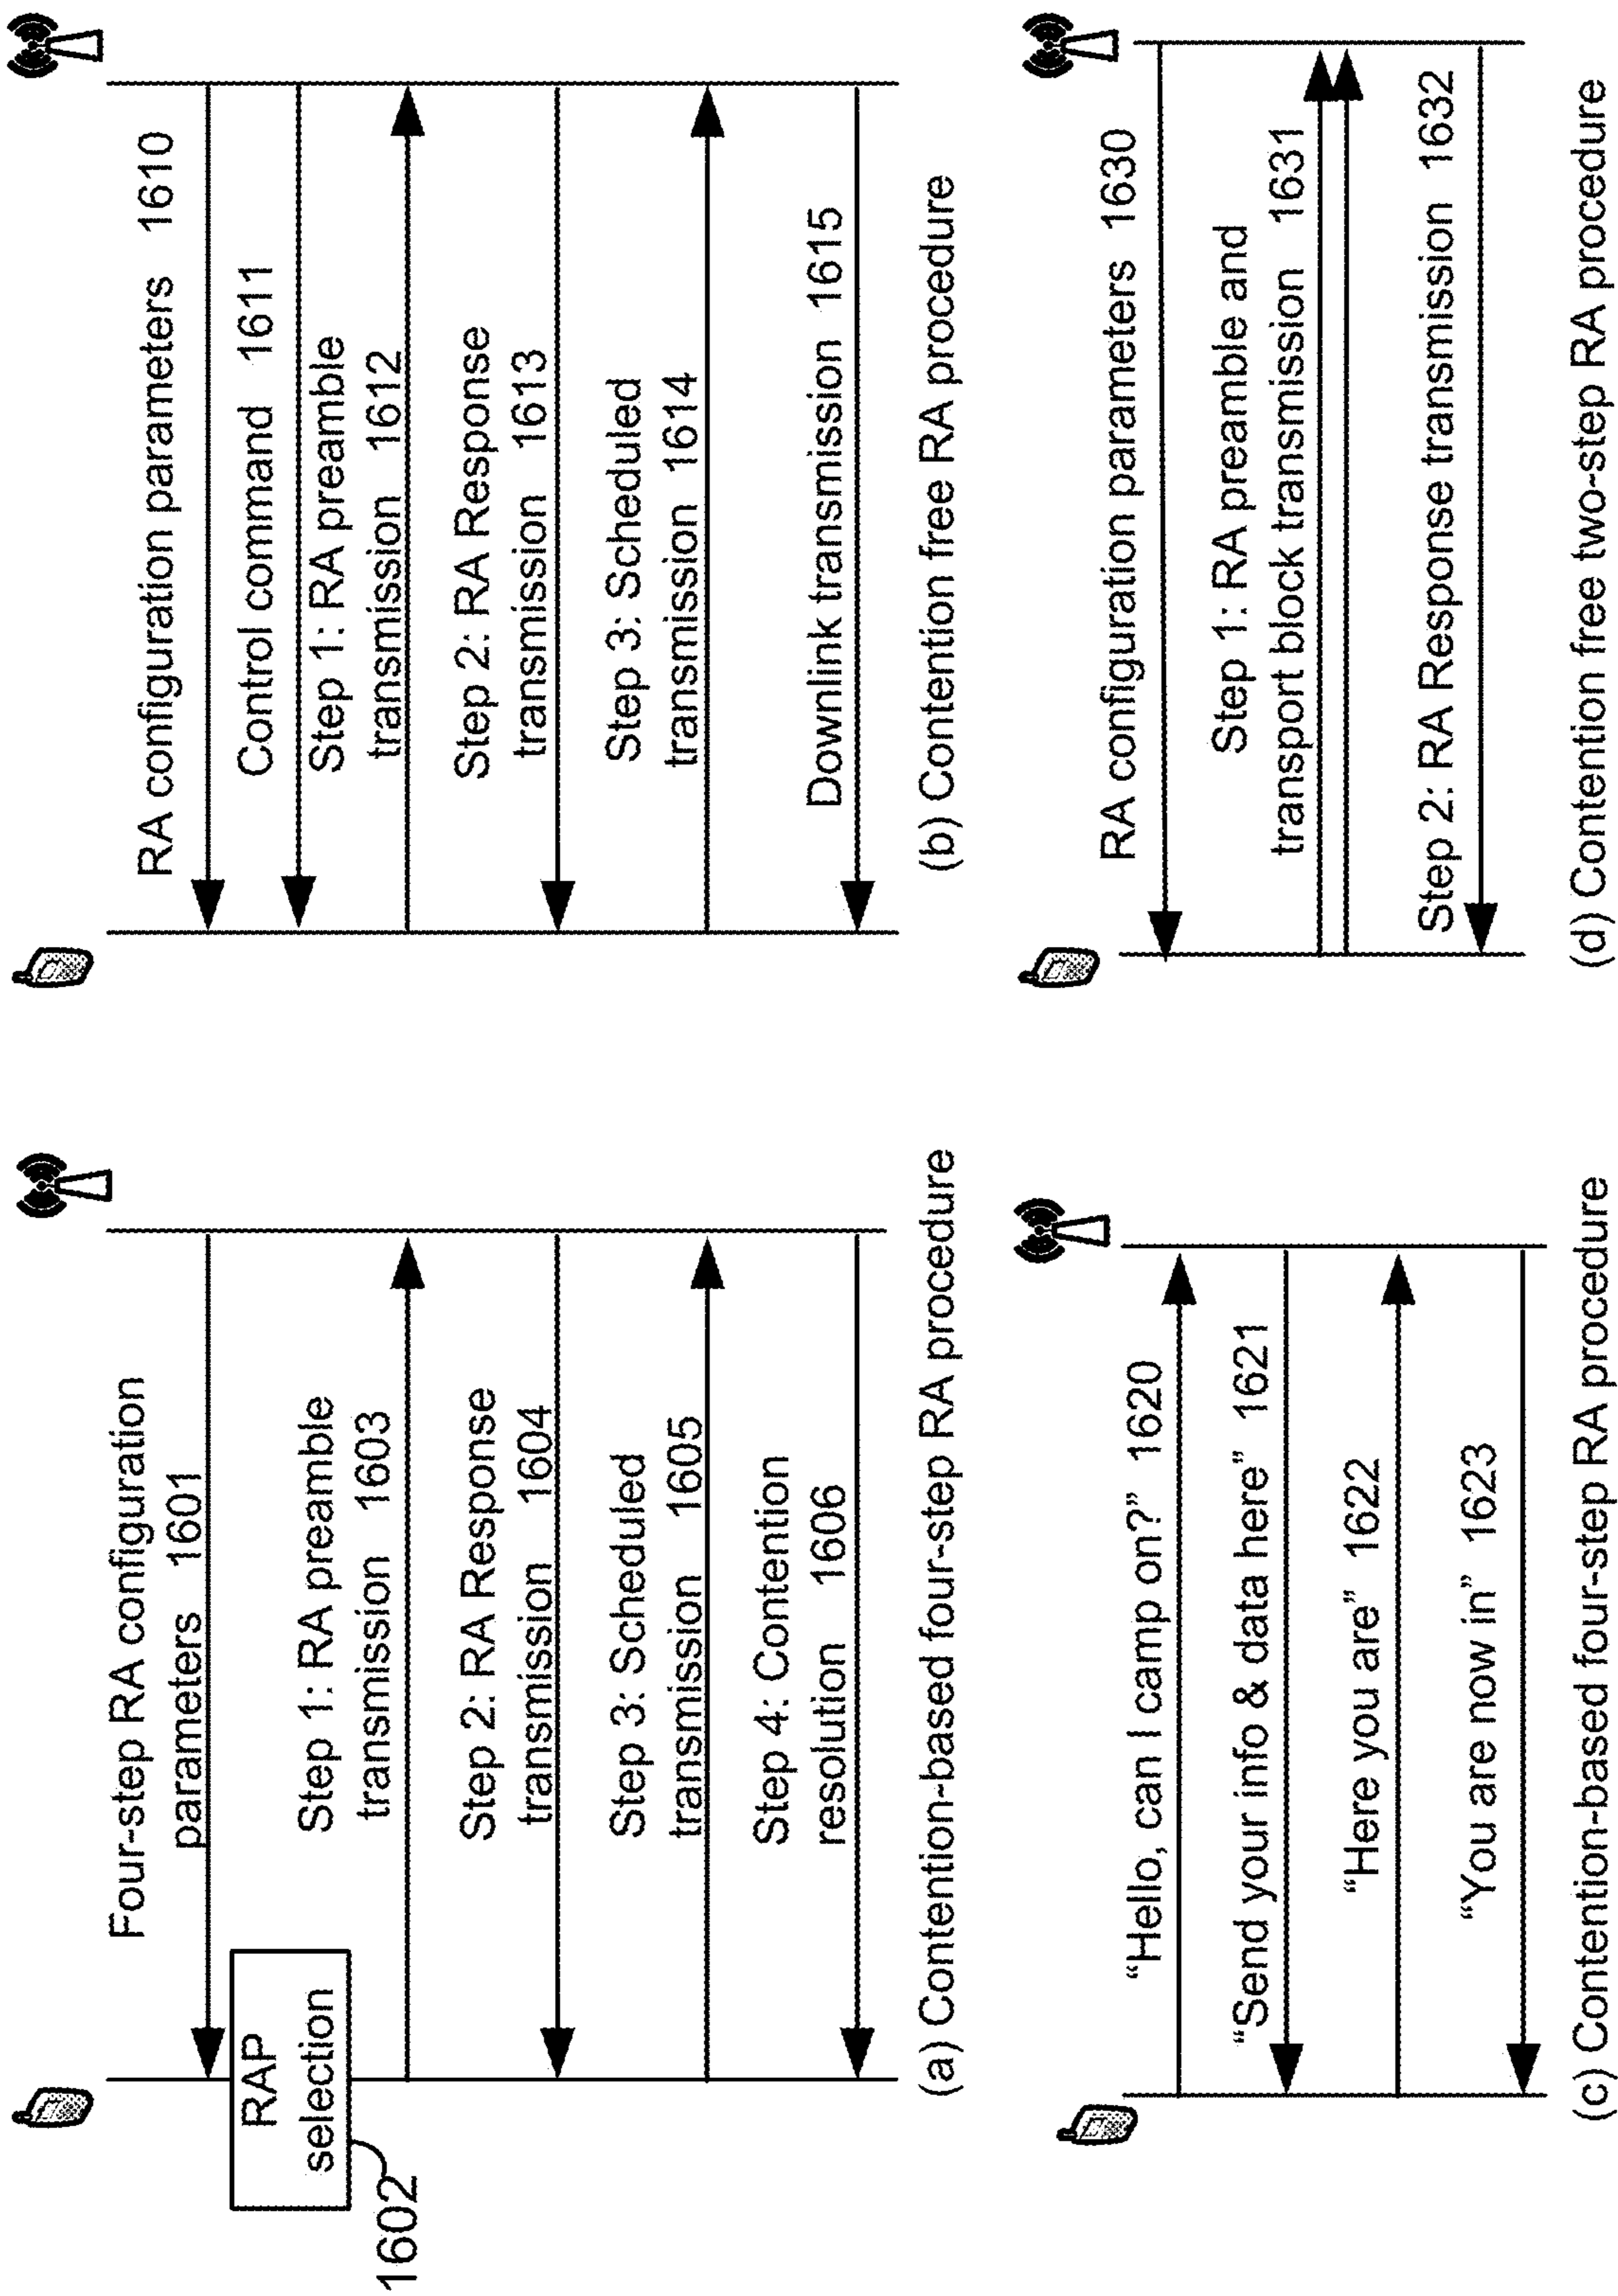 Four-step RA configuration
parameters 1601
RAP
selection
1602
Step 1: RA preamble
transmission 1603
Step 2: RA Response
transmission 1604
Step 3: Scheduled
transmission 1605
Step 4: Contention
resolution 1606
(a) Contention-based four-step RA procedure
RA configuration parameters 1610
Control command 1611
Step 1: RA preamble
transmission 1612
Step 2: RA Response
transmission 1613
Step 3: Scheduled
transmission 1614
Downlink transmission 1615
(b) Contention free RA procedure
“Hello, can I camp on?” 1620
“Send your info & data here” 1621
“Here you are” 1622
“You are now in” 1623
(c) Contention-based four-step RA procedure
RA configuration parameters 1630
Step 1: RA preamble and
transport block transmission 1631
Step 2: RA Response transmission 1632
(d) Contention free two-step RA procedure